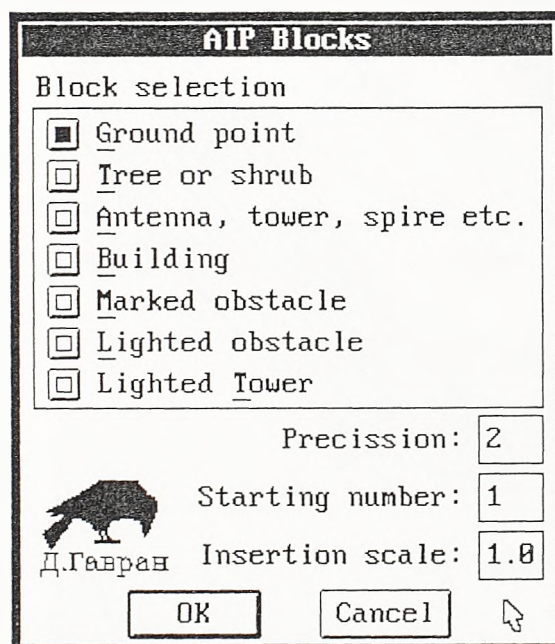 AIP Blocks
Block selection
Ground point
Tree or shrub
Antenna, tower, spire etc.
Building
Marked obstacle
Lighted obstacle
Lighted Tower
Precission: 2
Starting number: 1
Д.Гавран
Insertion scale: 1.0
OK
Cancel